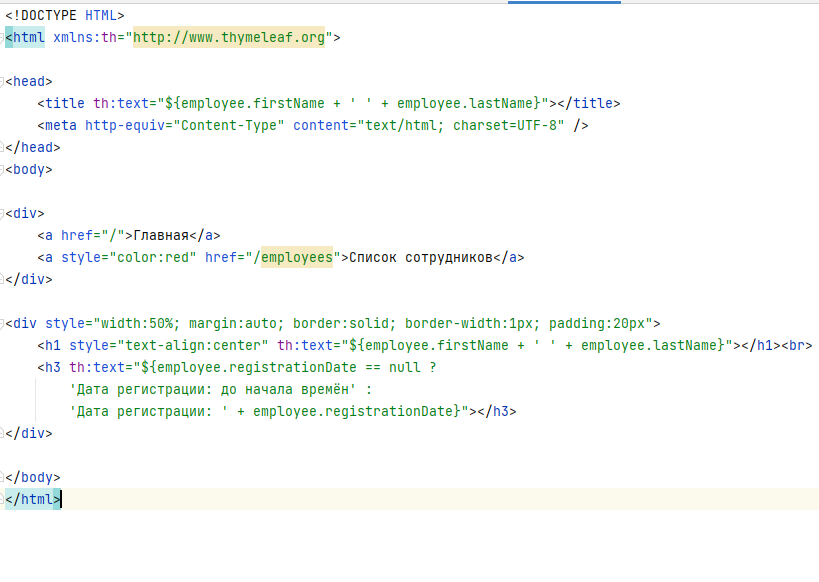 <!DOCTYPE HTML>
<html xmlns:th="http://www.thymeleaf.org">
<head>
    <title th:text="${employee.firstName + ' ' + employee.lastName}"></title>
    <meta http-equiv="Content-Type" content="text/html; charset=UTF-8" />
</head>
<body>
<div>
    <a href="/">Главная</a>
    <a style="color:red" href="/employees">Список сотрудников</a>
</div>
<div style="width:50%; margin:auto; border:solid; border-width:1px; padding:20px">
    <h1 style="text-align:center" th:text="${employee.firstName + ' ' + employee.lastName}"></h1><br>
    <h3 th:text="${employee.registrationDate == null ?
        'Дата регистрации: до начала времён' :
        'Дата регистрации: ' + employee.registrationDate}"></h3>
</div>
</body>
</html>